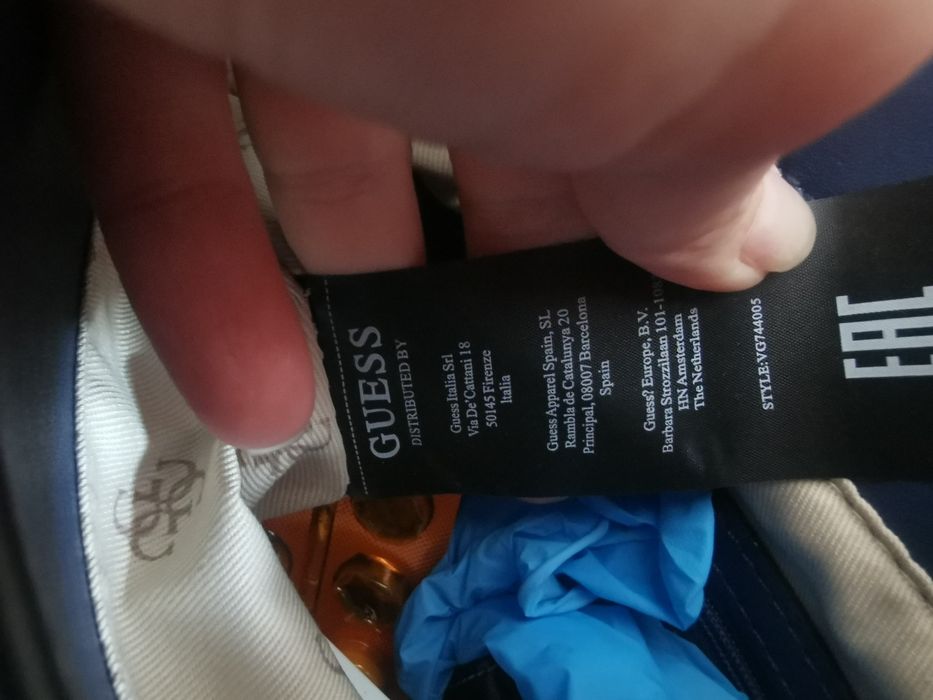 GUESS
DISTRIBUTED BY
Guess Italia Srl
Via De'Cattani 18
50145 Firenze
Italia
Guess Apparel Spain, SL
Rambla de Catalunya 20
Principal, 08007 Barcelona
Spain
Guess? Europe, B.V.
Barbara Strozzilaan 101-108
HN Amsterdam
The Netherlands
STYLE:VG744005
EAC